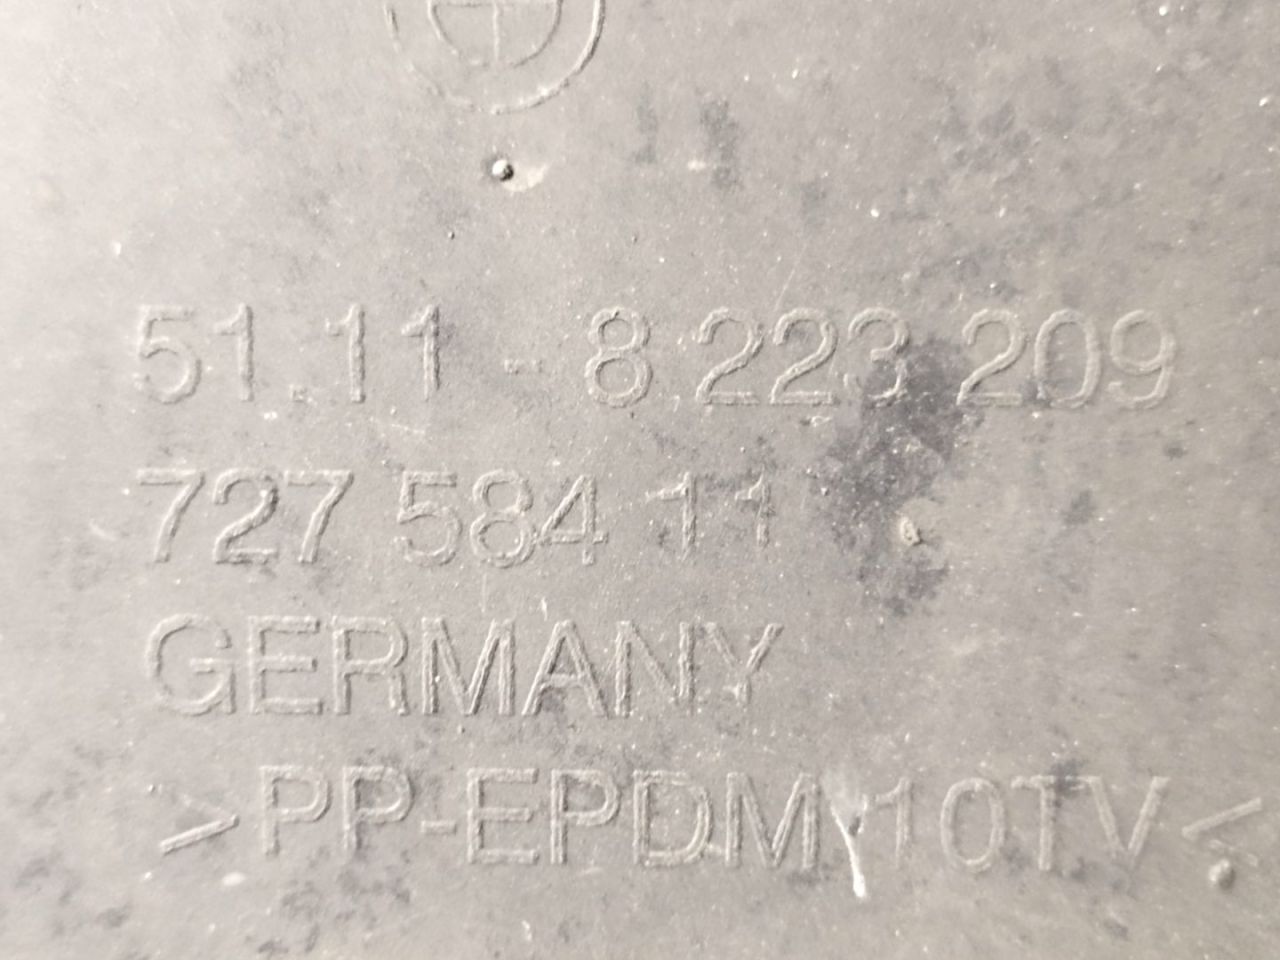 51.11 - 8 223 209
727 584 11
GERMANY
>PP-EPDM 10TV<